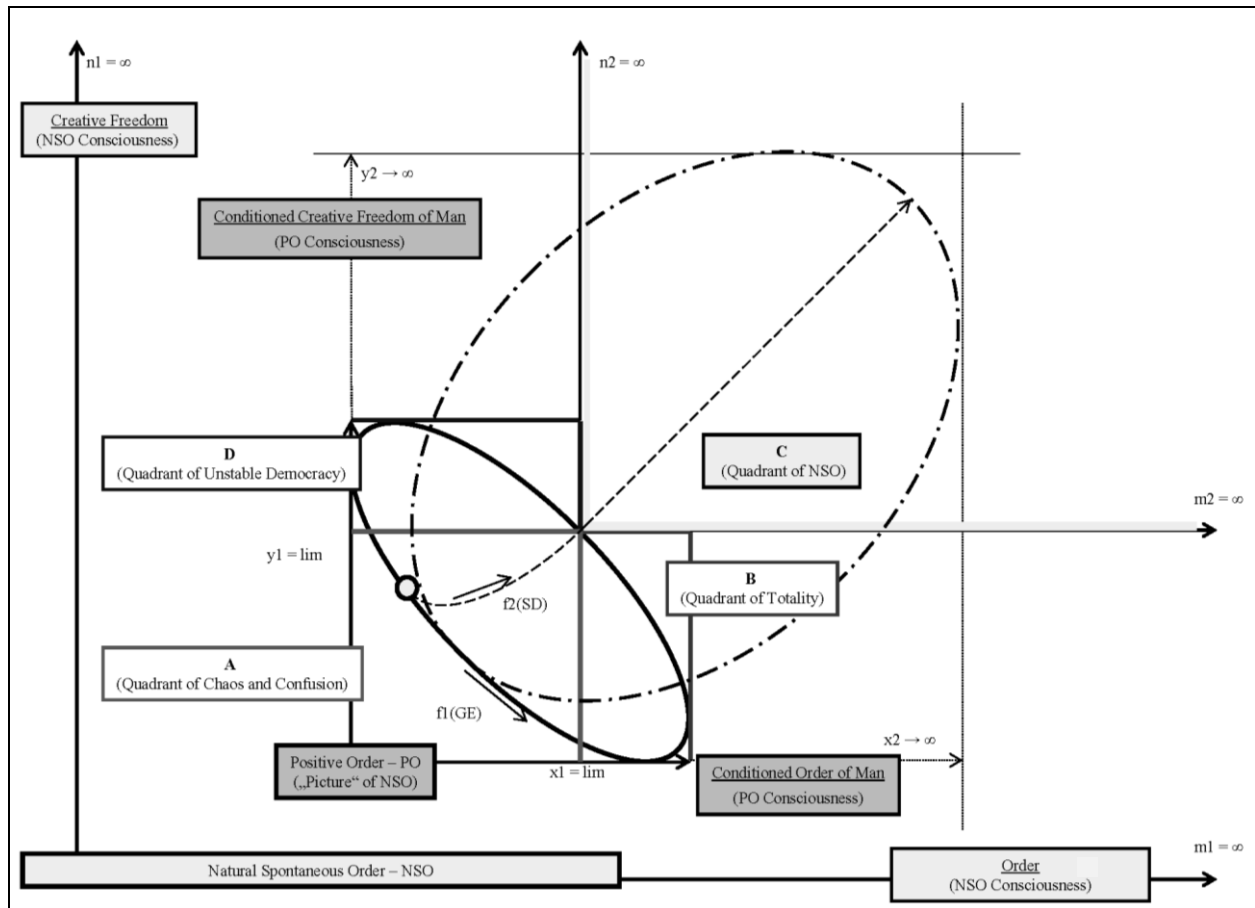 n1 = ∞
n2 = ∞
Creative Freedom
(NSO Consciousness)
y2 → ∞
Conditioned Creative Freedom of Man
(PO Consciousness)
D
(Quadrant of Unstable Democracy)
C
(Quadrant of NSO)
m2 = ∞
y1 = lim
B
(Quadrant of Totality)
f2(SD)
A
(Quadrant of Chaos and Confusion)
f1(GE)
x2 → ∞
Positive Order – PO
(„Picture“ of NSO)
x1 = lim
Conditioned Order of Man
(PO Consciousness)
m1 = ∞
Natural Spontaneous Order – NSO
Order
(NSO Consciousness)